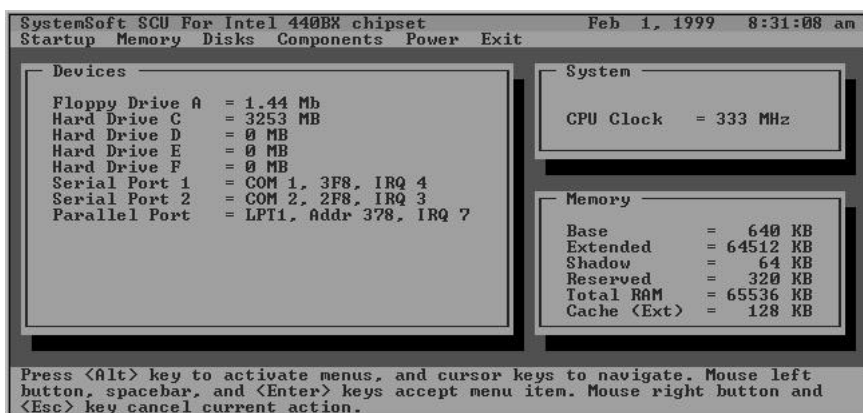 SystemSoft SCU For Intel 440BX chipset Feb 1, 1999 8:31:08 am
Startup Memory Disks Components Power Exit
Devices
Floppy Drive A = 1.44 Mb
Hard Drive C = 3253 MB
Hard Drive D = 0 MB
Hard Drive E = 0 MB
Hard Drive F = 0 MB
Serial Port 1 = COM 1, 3F8, IRQ 4
Serial Port 2 = COM 2, 2F8, IRQ 3
Parallel Port = LPT1, Addr 378, IRQ 7
System
CPU Clock = 333 MHz
Memory
Base = 640 KB
Extended = 64512 KB
Shadow = 64 KB
Reserved = 320 KB
Total RAM = 65536 KB
Cache (Ext) = 128 KB
Press <Alt> key to activate menus, and cursor keys to navigate. Mouse left
button, spacebar, and <Enter> keys accept menu item. Mouse right button and
<Esc> key cancel current action.